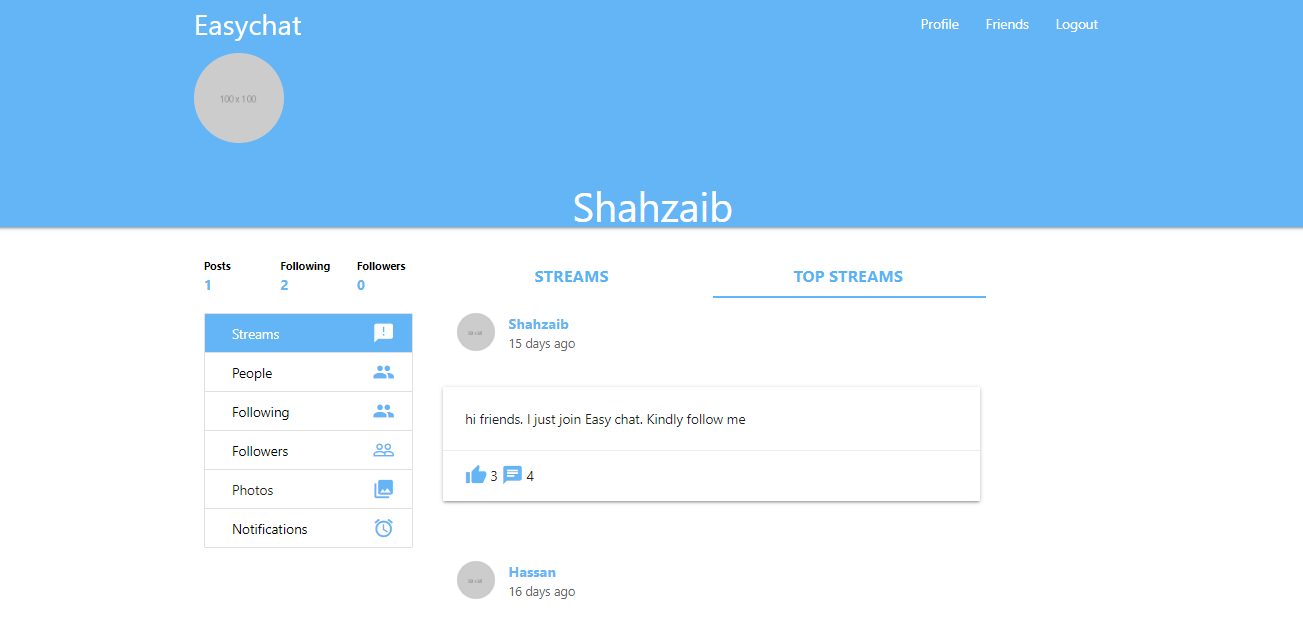 Easychat
Profile Friends Logout
100 x 100
Shahzaib
Posts Following Followers
1 2 0
STREAMS TOP STREAMS
Streams
People
Following
Followers
Photos
Notifications
Shahzaib
15 days ago
hi friends. I just join Easy chat. Kindly follow me
3 4
Hassan
16 days ago